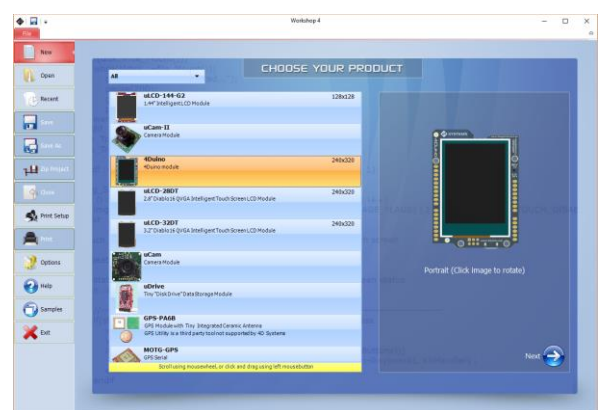 Workshop 4
File
New
Open
Recent
Save
Save As
Zip Project
Close
Print Setup
Print
Options
Help
Samples
Exit
CHOOSE YOUR PRODUCT
All
uLCD-144-G2 128x128
1.44" Intelligent LCD Module
uCam-II
Camera Module
4Duino 240x320
4Duino module
uLCD-28DT 240x320
2.8" Diablo16 QVGA Intelligent Touch Screen LCD Module
uLCD-32DT 240x320
3.2" Diablo16 QVGA Intelligent Touch Screen LCD Module
uCam
Camera Module
uDrive
Tiny "Disk Drive" Data Storage Module
GPS-PA6B
GPS Module with Tiny Integrated Ceramic Antenna
GPS Utility is a third party tool not supported by 4D Systems
MOTG-GPS
GPS Serial
Scroll using mousewheel, or click and drag using left mousebutton
Portrait (Click image to rotate)
Next